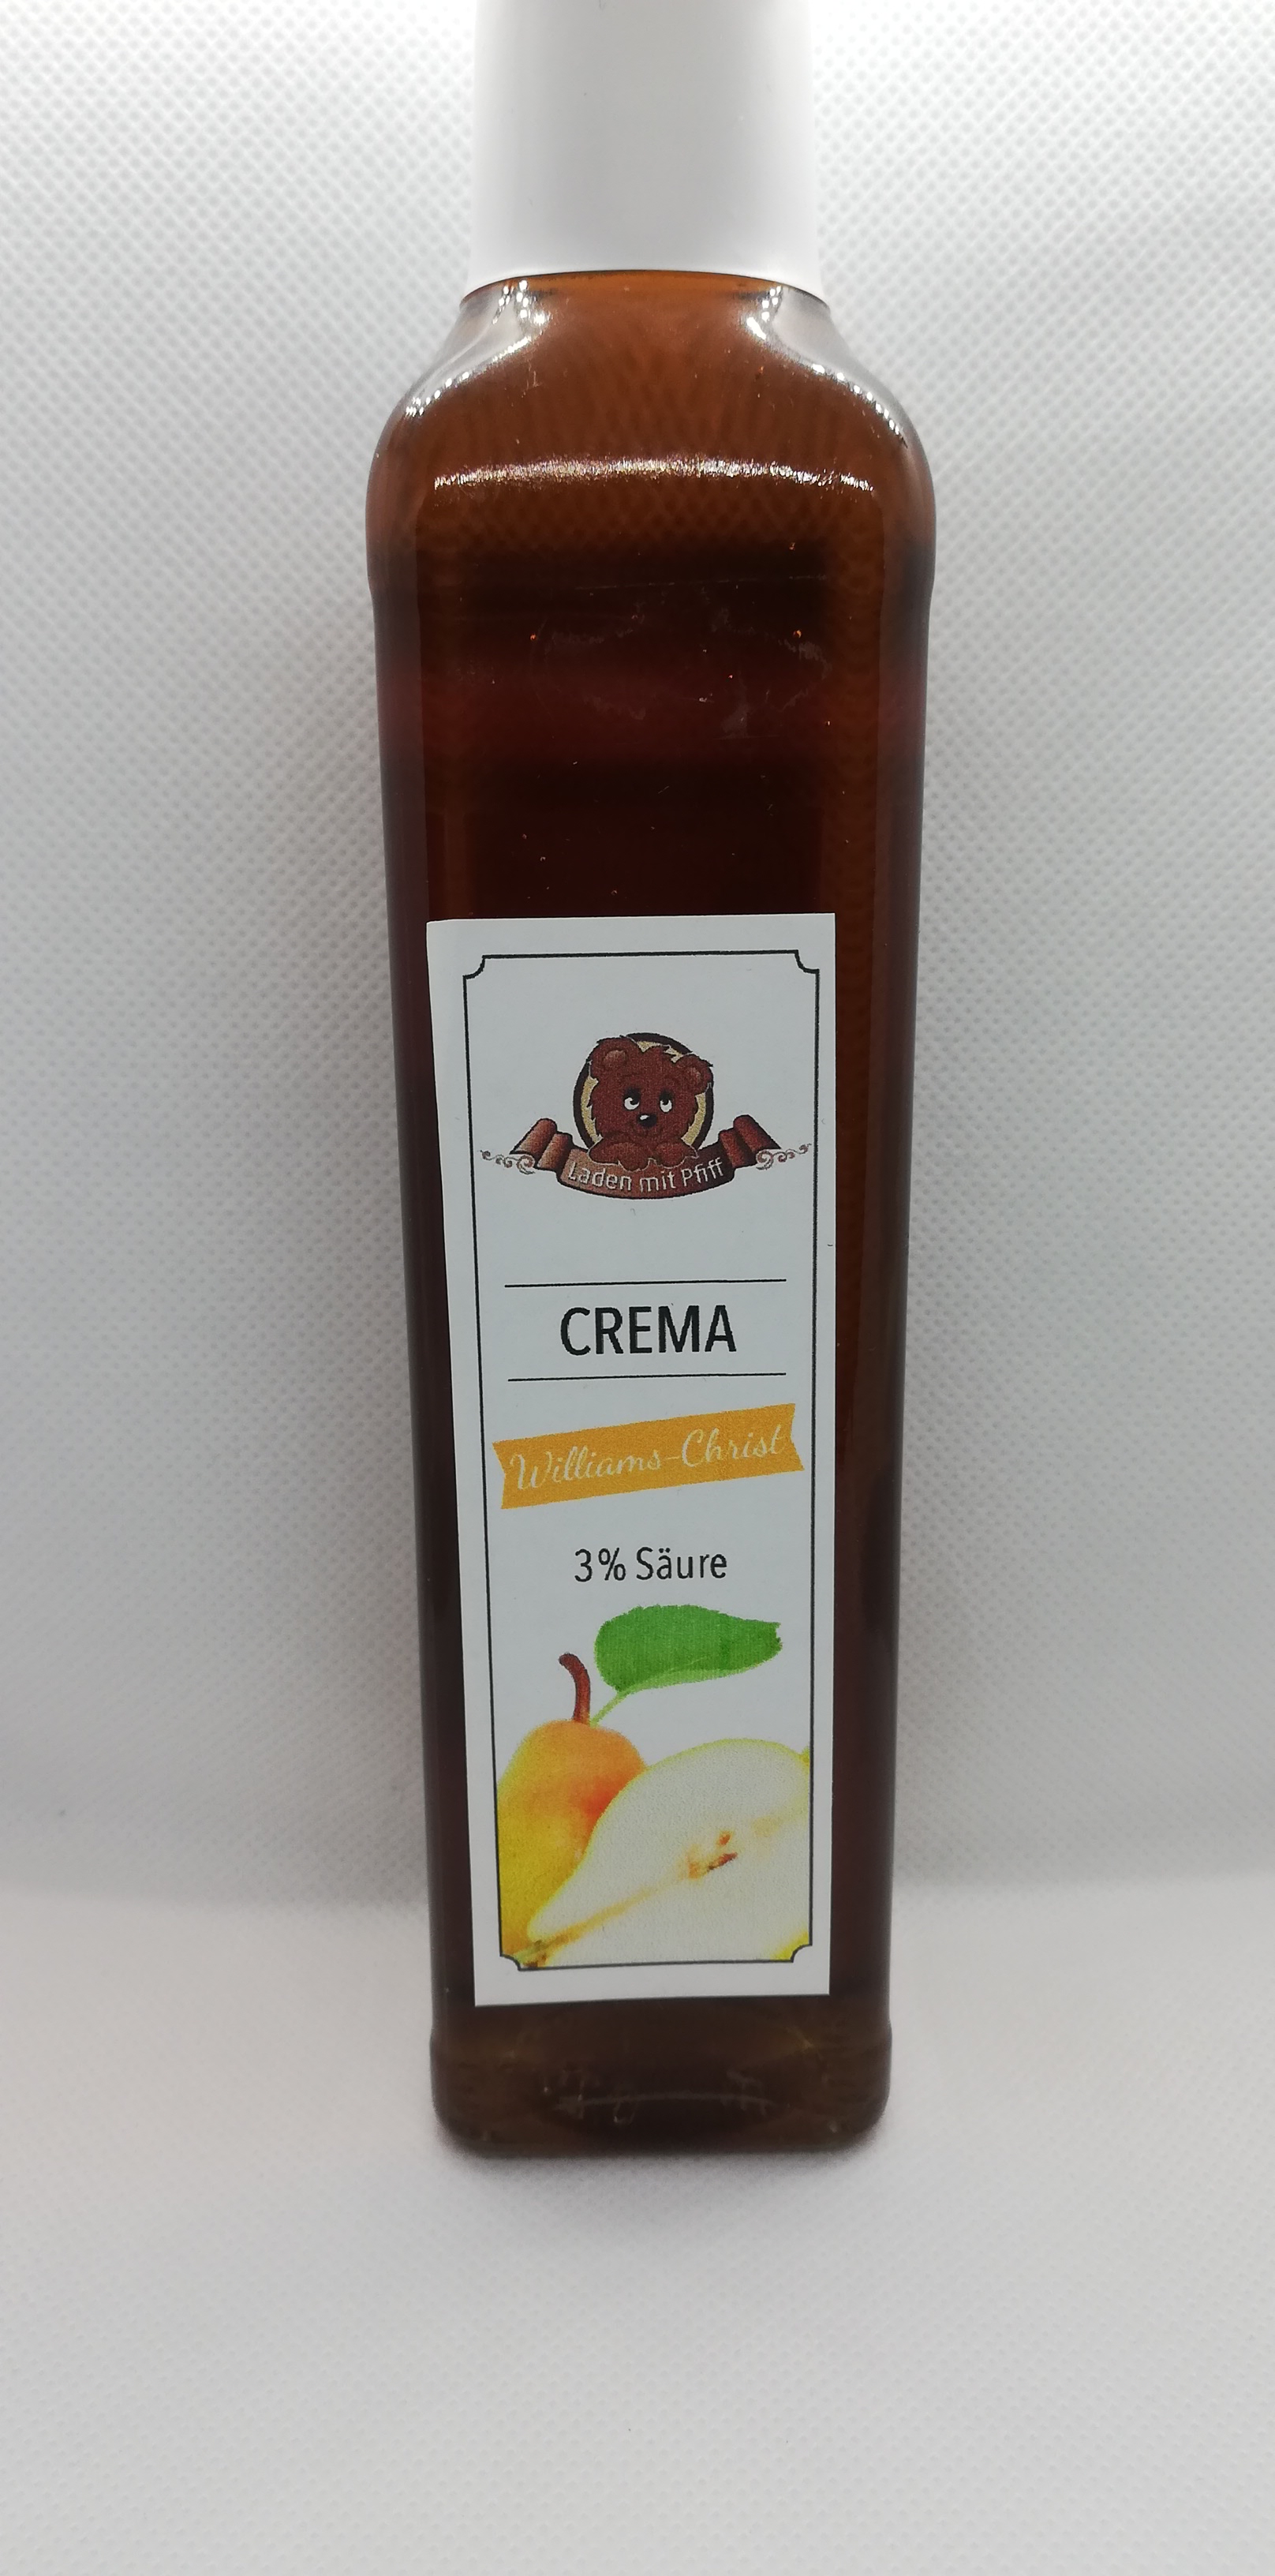 Laden mit Pfiff
CREMA
Williams-Christ
3% Säure